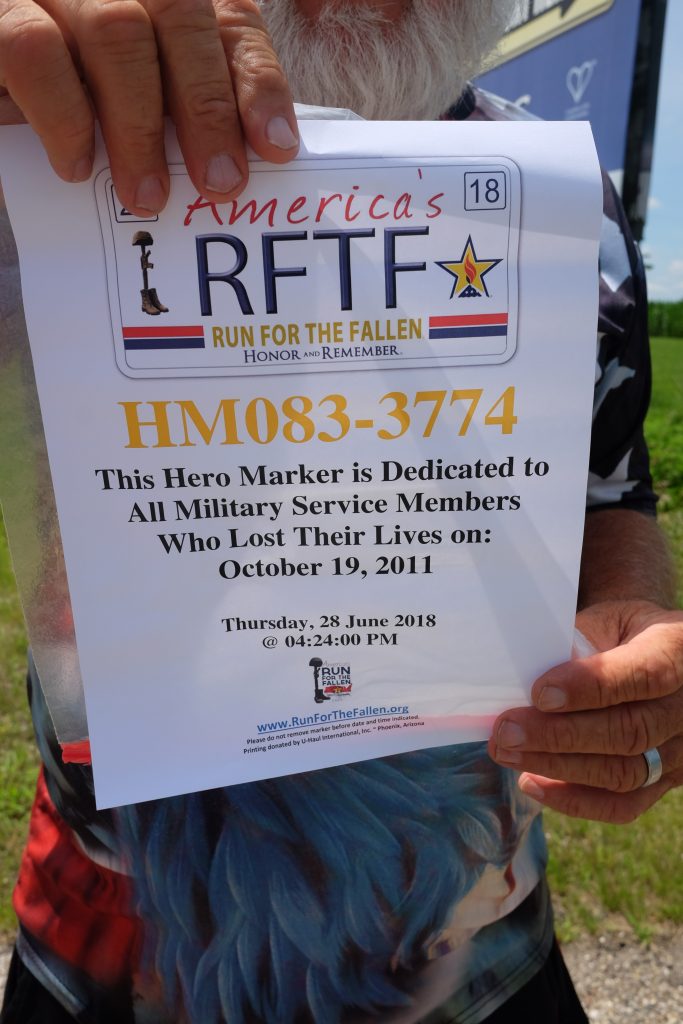 America's
18
RFTF
RUN FOR THE FALLEN
HONOR AND REMEMBER
HM083-3774
This Hero Marker is Dedicated to
All Military Service Members
Who Lost Their Lives on:
October 19, 2011
Thursday, 28 June 2018
@ 04:24:00 PM
America's
RUN
FOR THE
FALLEN
www.RunForTheFallen.org
Please do not remove marker before date and time indicated.
Printing donated by U-Haul International, Inc. * Phoenix, Arizona